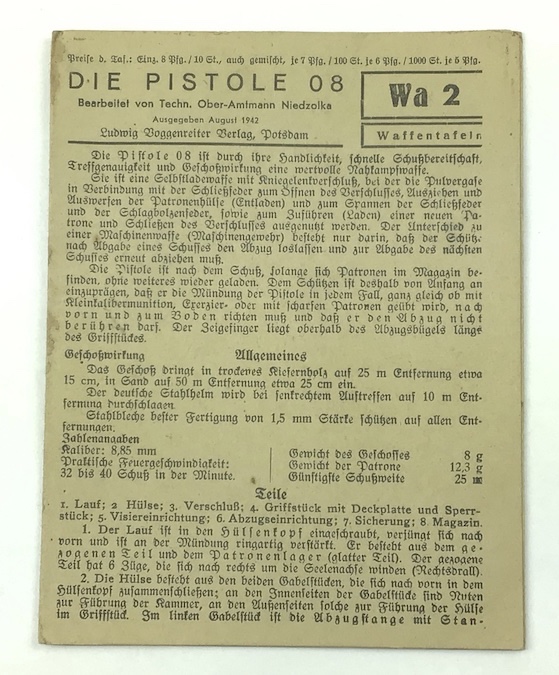 Preise d. Taf.: Einz. 8 Pfg. / 10 St., auch gemischt, je 7 Pfg. / 100 St. je 6 Pfg. / 1000 St. je 5 Pfg.
DIE PISTOLE 08
Bearbeitet von Techn. Ober-Amtmann Niedzolka
Ausgegeben August 1942
Ludwig Voggenreiter Verlag, Potsdam
Wa 2
Waffentafeln
Die Pistole 08 ist durch ihre Handlichkeit, schnelle Schußbereitschaft,
Treffgenauigkeit und Geschoßwirkung eine wertvolle Nahkampfwaffe.
Sie ist eine Selbstladewaffe mit Kniegelenkverschluß, bei der die Pulvergase
in Verbindung mit der Schließfeder zum Öffnen des Verschlusses, Ausziehen und
Auswerfen der Patronenhülse (Entladen) und zum Spannen der Schließfeder
und der Schlagbolzenfeder, sowie zum Zuführen (Laden) einer neuen Pa-
trone und Schließen des Verschlusses ausgenutzt werden. Der Unterschied zu
einer Maschinenwaffe (Maschinengewehr) besteht nur darin, daß der Schütze
nach Abgabe eines Schusses den Abzug loslassen und zur Abgabe des nächsten
Schusses erneut abziehen muß.
Die Pistole ist nach dem Schuß, solange sich Patronen im Magazin be-
finden, ohne weiteres wieder geladen. Dem Schützen ist deshalb von Anfang an
einzuprägen, daß er die Mündung der Pistole in jedem Fall, ganz gleich ob mit
Kleinkalibermunition, Exerzier- oder mit scharfen Patronen geübt wird, nach
vorn und zum Boden richten muß und daß er den Abzug nicht
berühren darf. Der Zeigefinger liegt oberhalb des Abzugsbügels längs
des Griffstückes.
Geschoßwirkung
Allgemeines
Das Geschoß dringt in trockenes Kiefernholz auf 25 m Entfernung etwa
15 cm, in Sand auf 50 m Entfernung etwa 25 cm ein.
Der deutsche Stahlhelm wird bei senkrechtem Auftreffen auf 10 m Ent-
fernung durchschlagen.
Stahlbleche bester Fertigung von 1,5 mm Stärke schützen auf allen Ent-
fernungen.
Zahlenangaben
Kaliber: 8,85 mm
Praktische Feuergeschwindigkeit:
32 bis 40 Schuß in der Minute.
Gewicht des Geschosses 8 g
Gewicht der Patrone 12,3 g
Günstigste Schußweite 25 m
Teile
1. Lauf; 2 Hülse; 3. Verschluß; 4. Griffstück mit Deckplatte und Sperr-
stück; 5. Visiereinrichtung; 6. Abzugseinrichtung; 7. Sicherung; 8 Magazin.
1. Der Lauf ist in den Hülsenkopf eingeschraubt, verjüngt sich nach
vorn und ist an der Mündung ringartig verstärkt. Er besteht aus dem ge-
zogenen Teil und dem Patronenlager (glatter Teil). Der gezogene
Teil hat 6 Züge, die sich nach rechts um die Seelenachse winden (Rechtsdrall).
2. Die Hülse besteht aus den beiden Gabelstücken, die sich nach vorn in dem
Hülsenkopf zusammenschließen; an den Innenseiten der Gabelstücke sind Nuten
zur Führung der Kammer, an den Außenseiten solche zur Führung der Hülse
im Griffstück. Im linken Gabelstück ist die Abzugstange mit Stan-